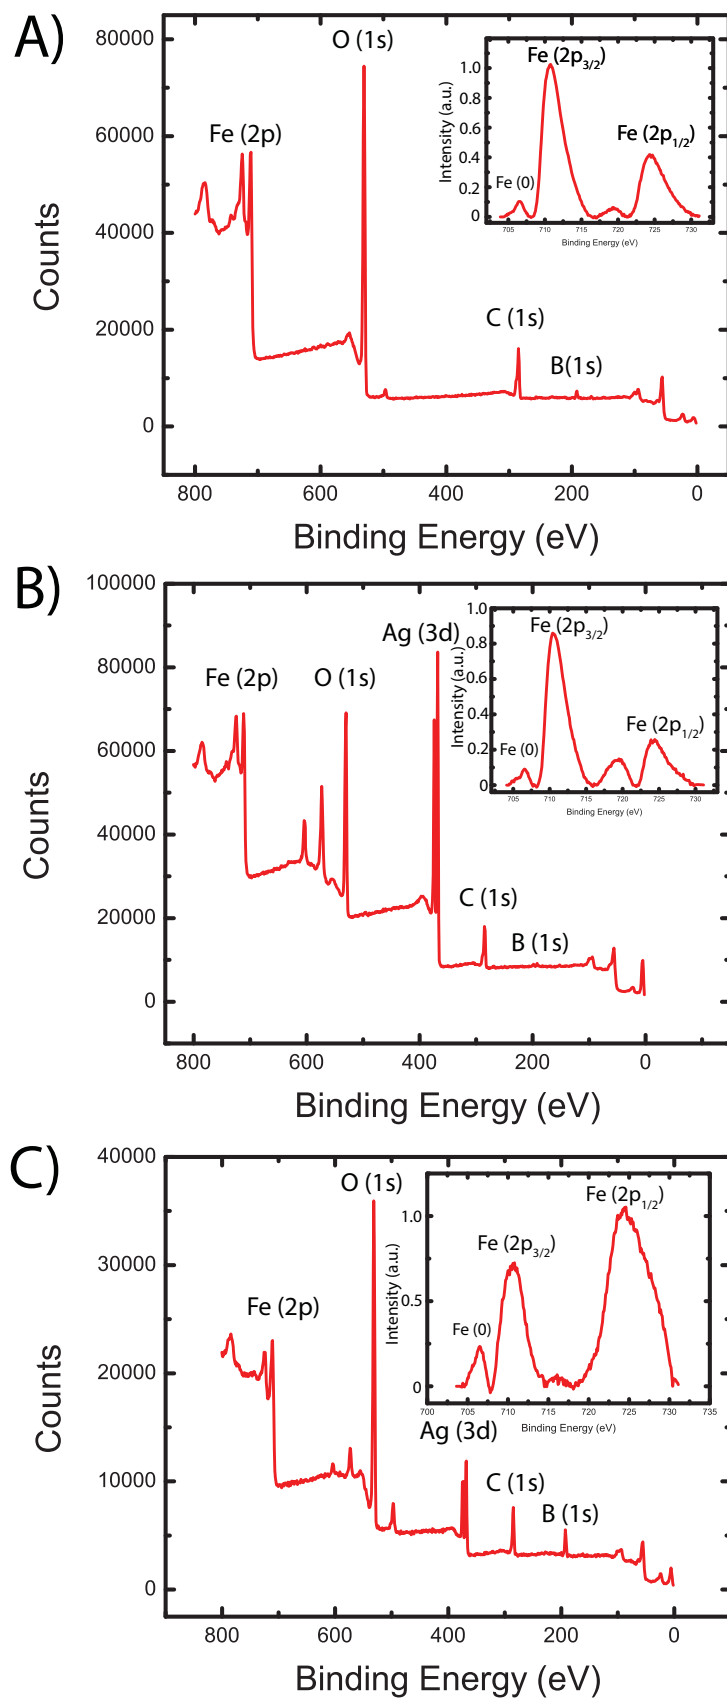 A)
80000
60000
40000
20000
0
Counts
Fe (2p)
O (1s)
C (1s)
B(1s)
800 600 400 200 0
Binding Energy (eV)
1.0
0.8
0.6
0.4
0.2
0
Intensity (a.u.)
Fe (2p3/2)
Fe (2p1/2)
Fe (0)
705 710 715 720 725 730
Binding Energy (eV)
B)
100000
80000
60000
40000
20000
0
Counts
Fe (2p)
O (1s)
Ag (3d)
C (1s)
B (1s)
800 600 400 200 0
Binding Energy (eV)
1.0
0.8
0.6
0.4
0.2
0
Intensity (a.u.)
Fe (2p3/2)
Fe (2p1/2)
Fe (0)
705 710 715 720 725 730
Binding Energy (eV)
C)
40000
30000
20000
10000
0
Counts
Fe (2p)
O (1s)
Ag (3d)
C (1s)
B (1s)
800 600 400 200 0
Binding Energy (eV)
1.0
0.5
0
Intensity (a.u.)
Fe (2p1/2)
Fe (2p3/2)
Fe (0)
700 705 710 715 720 725 730 735
Binding Energy (eV)